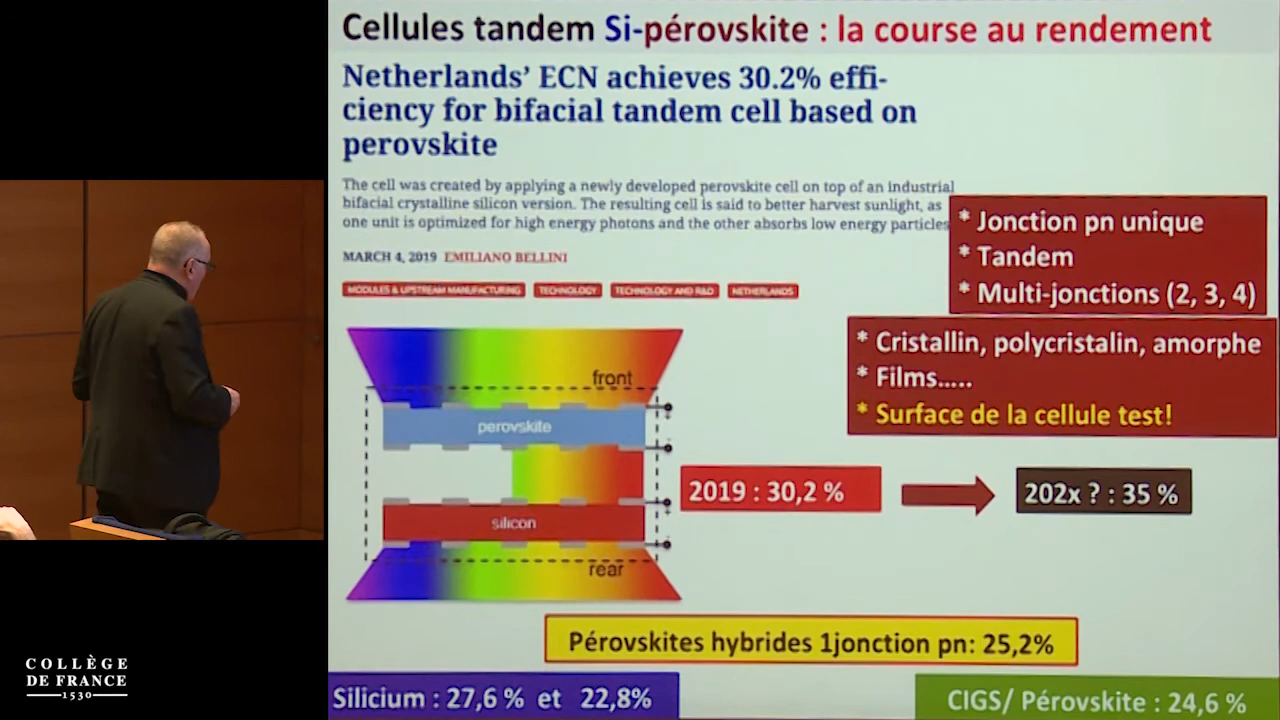 Cellules tandem Si-pérovskite : la course au rendement
Netherlands’ ECN achieves 30.2% effi-
ciency for bifacial tandem cell based on
perovskite
The cell was created by applying a newly developed perovskite cell on top of an industrial
bifacial crystalline silicon version. The resulting cell is said to better harvest sunlight, as
one unit is optimized for high energy photons and the other absorbs low energy particles
MARCH 4, 2019 EMILIANO BELLINI
MODULES & UPSTREAM MANUFACTURING TECHNOLOGY TECHNOLOGY AND R&D NETHERLANDS
* Jonction pn unique
* Tandem
* Multi-jonctions (2, 3, 4)
* Cristallin, polycristalin, amorphe
* Films.....
* Surface de la cellule test!
front
perovskite
silicon
rear
2019 : 30,2 %
202x ? : 35 %
Pérovskites hybrides 1jonction pn: 25,2%
Silicium : 27,6 % et 22,8%
CIGS/ Pérovskite : 24,6 %
COLLÈGE
DE FRANCE
1530